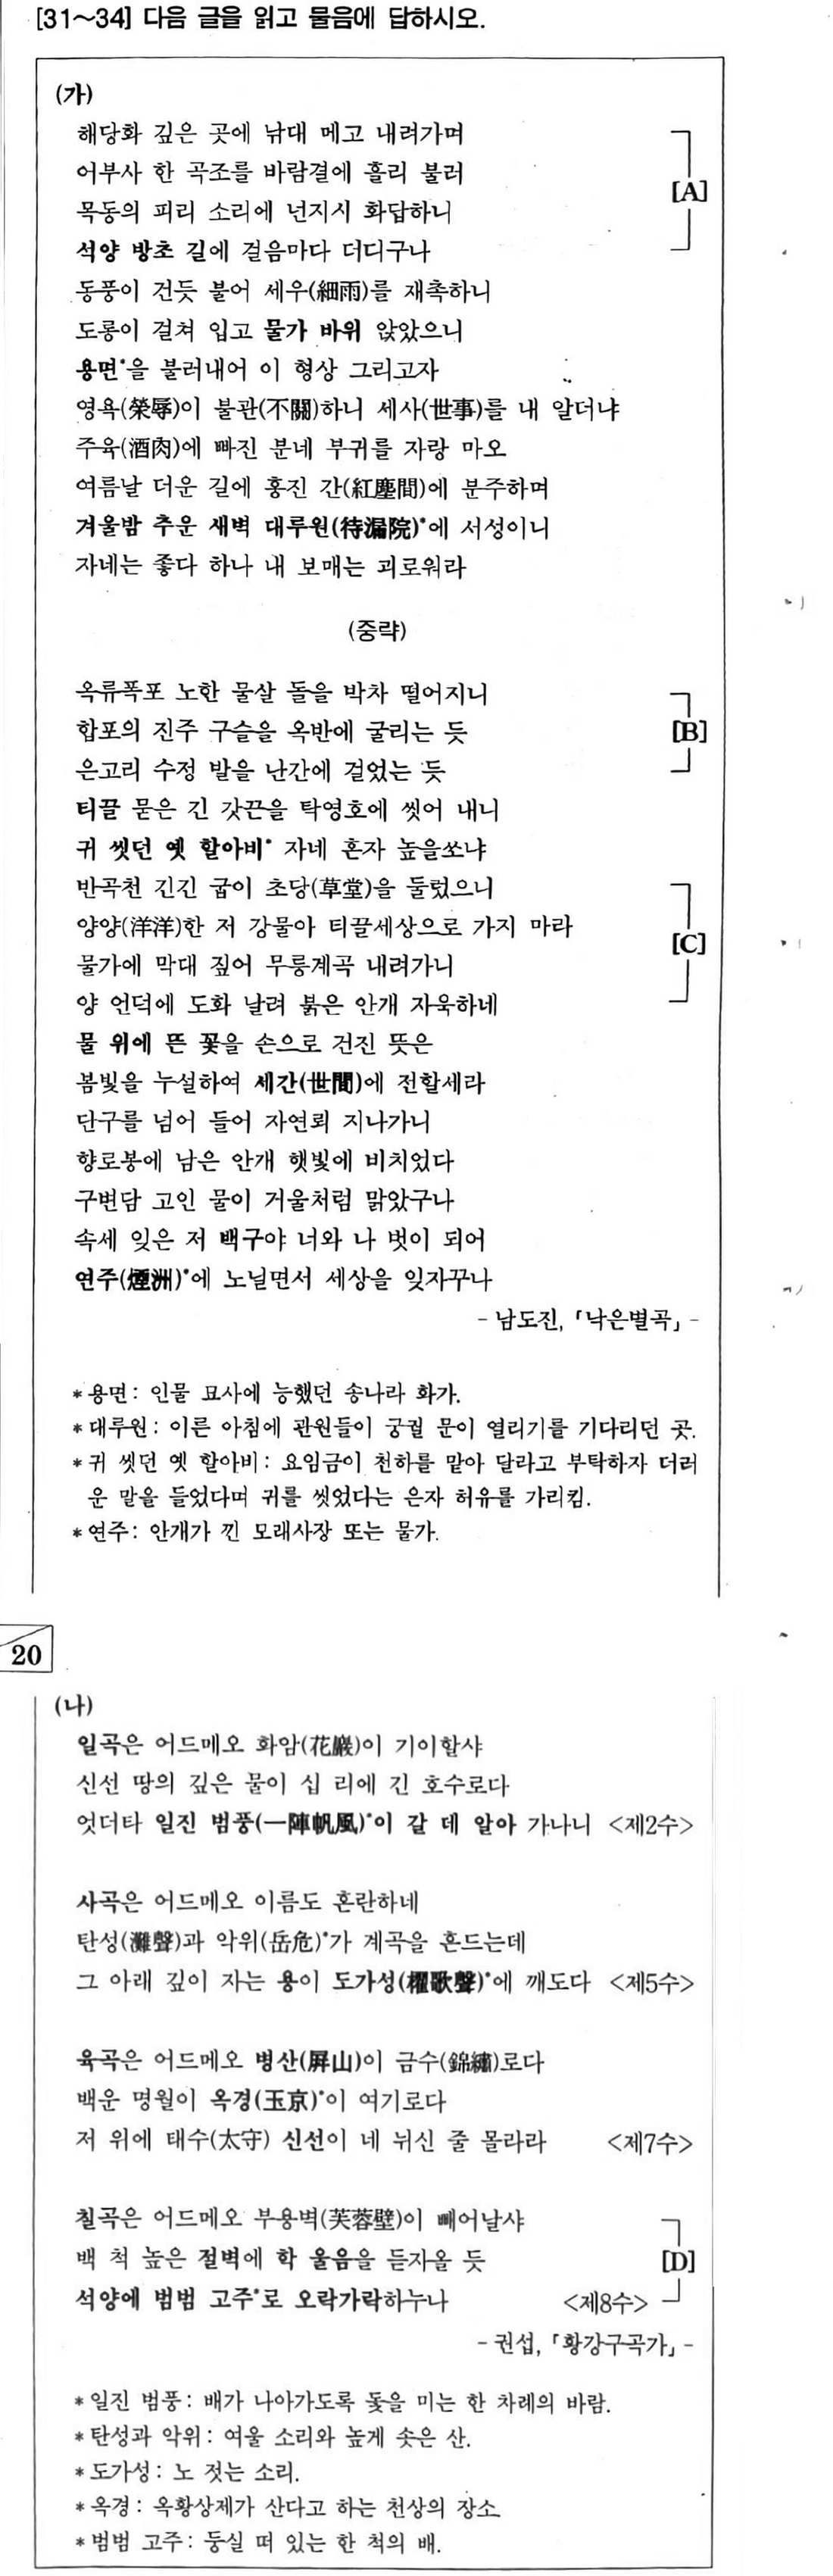 [31~34] 다음 글을 읽고 물음에 답하시오.
(가)
해당화 깊은 곳에 낚대 메고 내려가며
어부사 한 곡조를 바람결에 흘리 불러
목동의 피리 소리에 넌지시 화답하니
[A]
석양 방초 길에 걸음마다 더디구나
동풍이 건듯 불어 세우(細雨)를 재촉하니
도롱이 걸쳐 입고 물가 바위 앉았으니
용면*을 불러내어 이 형상 그리고자
영욕(榮辱)이 불관(不關)하니 세사(世事)를 내 알더냐
주육(酒肉)에 빠진 분네 부귀를 자랑 마오
여름날 더운 길에 홍진 간(紅塵間)에 분주하며
겨울밤 추운 새벽 대루원(待漏院)*에 서성이니
자네는 좋다 하나 내 보매는 괴로워라
(중략)
옥류폭포 노한 물살 돌을 박차 떨어지니
합포의 진주 구슬을 옥반에 굴리는 듯
[B]
은고리 수정 발을 난간에 걸었는 듯
티끌 묻은 긴 갓끈을 탁영호에 씻어 내니
귀 씻던 옛 할아비* 자네 혼자 높을쏘냐
반곡천 긴긴 굽이 초당(草堂)을 둘렀으니
양양(洋洋)한 저 강물아 티끌세상으로 가지 마라
[C]
물가에 막대 짚어 무릉계곡 내려가니
양 언덕에 도화 날려 붉은 안개 자욱하네
물 위에 뜬 꽃을 손으로 건진 뜻은
봄빛을 누설하여 세간(世間)에 전할세라
단구를 넘어 들어 자연뢰 지나가니
향로봉에 남은 안개 햇빛에 비치었다
구변담 고인 물이 거울처럼 맑았구나
속세 잊은 저 백구야 너와 나 벗이 되어
연주(煙洲)*에 노닐면서 세상을 잊자꾸나
- 남도진, 「낙은별곡」 -
* 용면 : 인물 묘사에 능했던 송나라 화가.
* 대루원 : 이른 아침에 관원들이 궁궐 문이 열리기를 기다리던 곳.
* 귀 씻던 옛 할아비 : 요임금이 천하를 맡아 달라고 부탁하자 더러
운 말을 들었다며 귀를 씻었다는 은자 허유를 가리킴.
* 연주 : 안개가 낀 모래사장 또는 물가.
20
(나)
일곡은 어드메오 화암(花巖)이 기이할샤
신선 땅의 깊은 물이 십 리에 긴 호수로다
엇더타 일진 범풍(一陣帆風)*이 갈 데 알아 가나니 <제2수>
사곡은 어드메오 이름도 혼란하네
탄성(灘聲)과 악위(岳危)*가 계곡을 흔드는데
그 아래 깊이 자는 용이 도가성(櫂歌聲)*에 깨도다 <제5수>
육곡은 어드메오 병산(屛山)이 금수(錦繡)로다
백운 명월이 옥경(玉京)*이 여기로다
저 위에 태수(太守) 신선이 네 뉘신 줄 몰라라 <제7수>
칠곡은 어드메오 부용벽(芙蓉壁)이 빼어날샤
백 척 높은 절벽에 학 울음을 듣자올 듯
[D]
석양에 범범 고주*로 오락가락하누나 <제8수>
- 권섭, 「황강구곡가」 -
* 일진 범풍 : 배가 나아가도록 돛을 미는 한 차례의 바람.
* 탄성과 악위 : 여울 소리와 높게 솟은 산.
* 도가성 : 노 젓는 소리.
* 옥경 : 옥황상제가 산다고 하는 천상의 장소
* 범범 고주 : 둥실 떠 있는 한 척의 배.